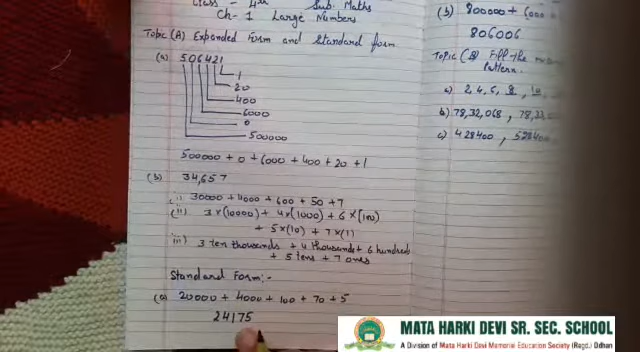 Class - 4th Sub. Maths
Ch-1 Large Numbers
Topic (A) Expanded Form and Standard form
(a) 506421
1
20
400
6000
0
500000
500000 + 0 + 6000 + 400 + 20 + 1
(b) 34,657
(i) 30000 + 4000 + 600 + 50 + 7
(ii) 3×(10000) + 4×(1000) + 6×(100)
+ 5×(10) + 7×(1)
iii) 3 ten thousands + 4 thousands + 6 hundred
+ 5 tens + 7 ones
Standard Form:-
(a) 20000 + 4000 + 100 + 70 + 5
24175
(b) 800000 + 6000
806006
Topic (B) Fill the
Pattern.
a) 2, 4, 6, 8, 10
b) 78,32,068, 78,33
c) 428400, 528400
MATA HARKI DEVI SR. SEC. SCHOOL
A Division of Mata Harki Devi Memorial Education Society (Regd.) Odhan